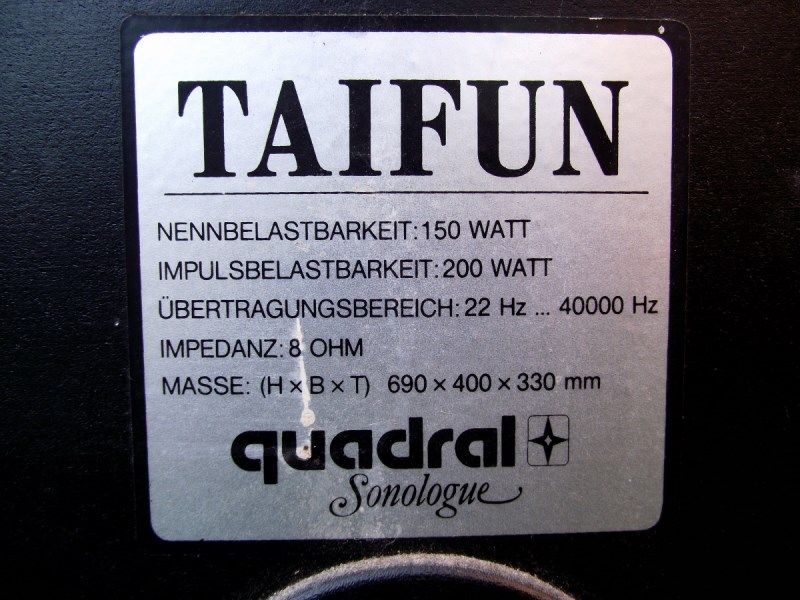 TAIFUN
NENNBELASTBARKEIT: 150 WATT
IMPULSBELASTBARKEIT: 200 WATT
ÜBERTRAGUNGSBEREICH: 22 Hz ... 40000 Hz
IMPEDANZ: 8 OHM
MASSE: (H × B × T) 690 × 400 × 330 mm
quadral
Sonologue